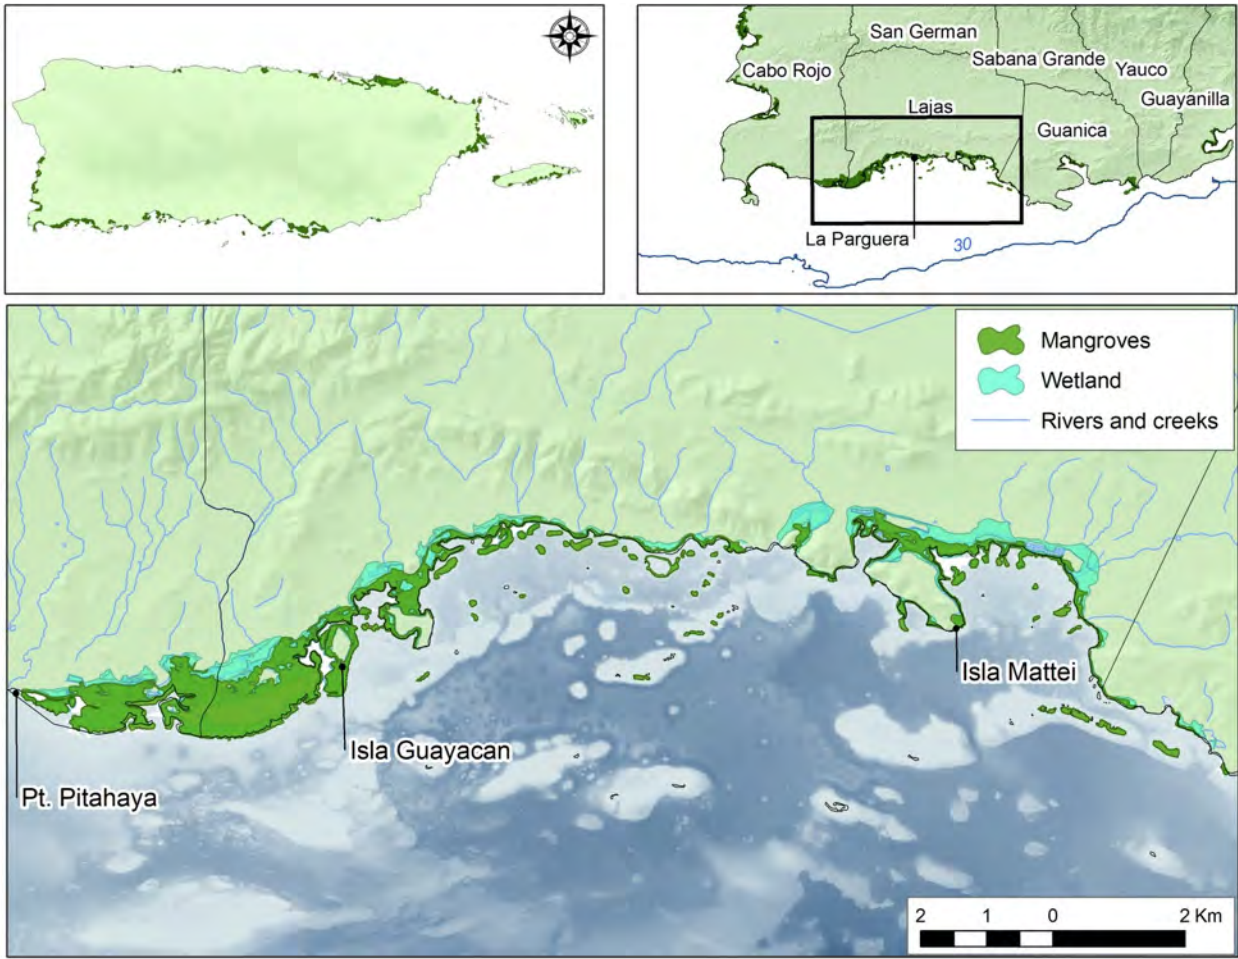 San German
Sabana Grande
Cabo Rojo
Yauco
Guayanilla
Lajas
Guanica
La Parguera
30
Mangroves
Wetland
Rivers and creeks
Isla Mattei
Isla Guayacan
Pt. Pitahaya
2 1 0 2 Km